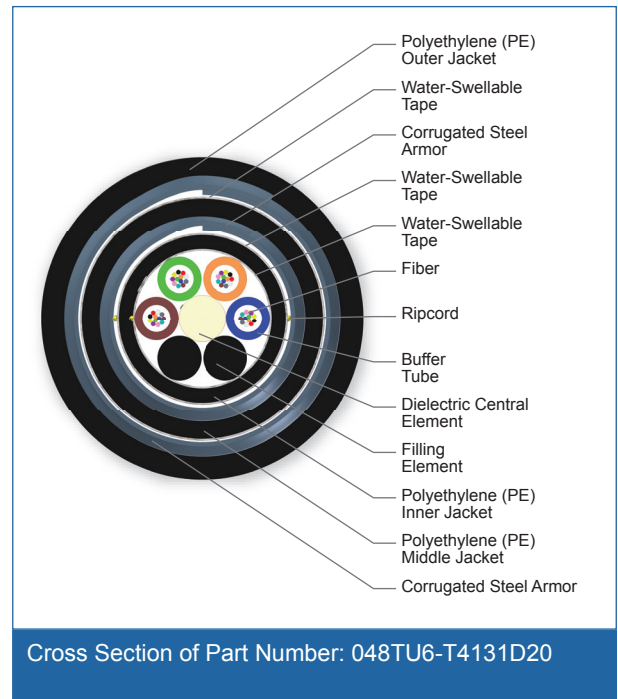 Polyethylene (PE)
Outer Jacket
Water-Swellable
Tape
Corrugated Steel
Armor
Water-Swellable
Tape
Water-Swellable
Tape
Fiber
Ripcord
Buffer
Tube
Dielectric Central
Element
Filling
Element
Polyethylene (PE)
Inner Jacket
Polyethylene (PE)
Middle Jacket
Corrugated Steel Armor
Cross Section of Part Number: 048TU6-T4131D20